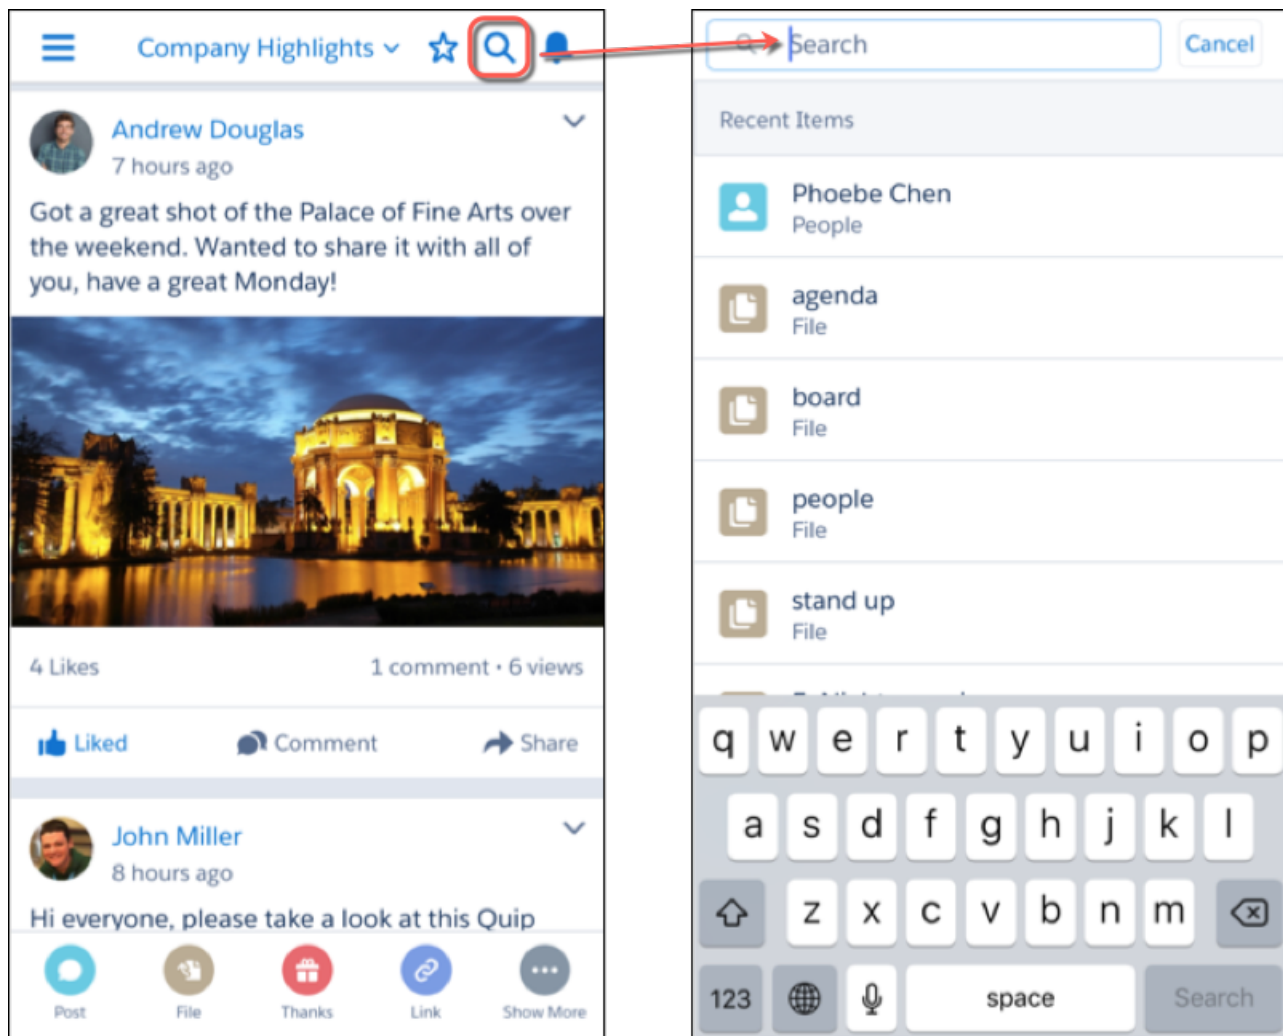 Company Highlights
Andrew Douglas
7 hours ago
Got a great shot of the Palace of Fine Arts over
the weekend. Wanted to share it with all of
you, have a great Monday!
4 Likes
1 comment • 6 views
Liked
Comment
Share
John Miller
8 hours ago
Hi everyone, please take a look at this Quip
Post
File
Thanks
Link
Show More
Search
Cancel
Recent Items
Phoebe Chen
People
agenda
File
board
File
people
File
stand up
File
q w e r t y u i o p
a s d f g h j k l
z x c v b n m
123
space
Search